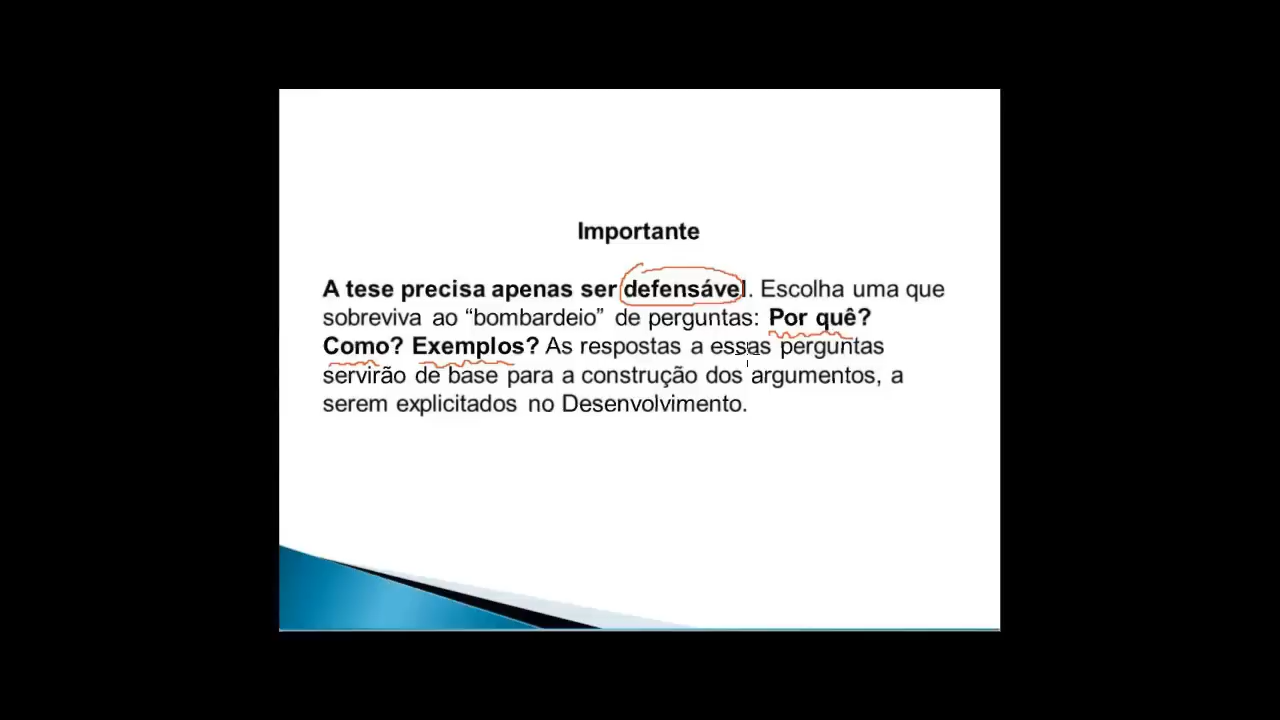 Importante
A tese precisa apenas ser defensável. Escolha uma que
sobreviva ao “bombardeio” de perguntas: Por quê?
Como? Exemplos? As respostas a essas perguntas
servirão de base para a construção dos argumentos, a
serem explicitados no Desenvolvimento.